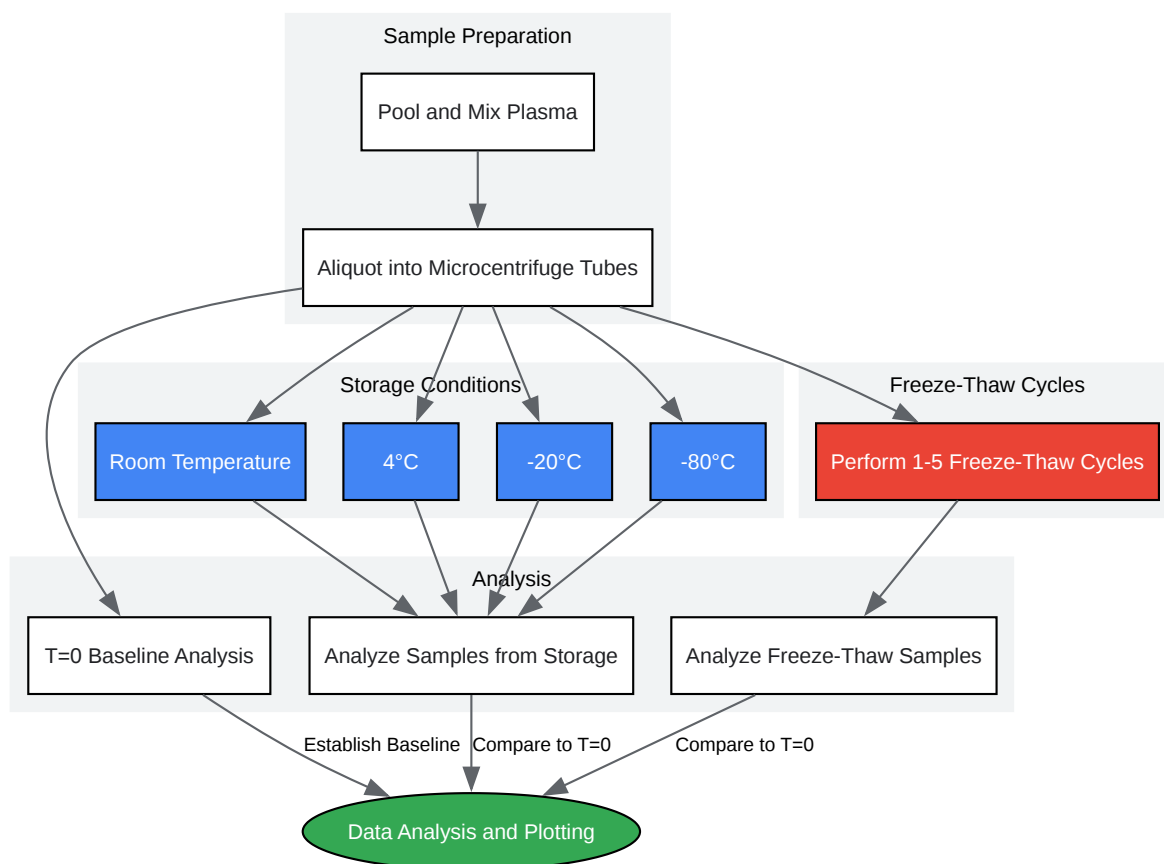 Sample Preparation
Pool and Mix Plasma
Aliquot into Microcentrifuge Tubes
Storage Conditions
Freeze-Thaw Cycles
Room Temperature
4°C
-20°C
-80°C
Perform 1-5 Freeze-Thaw Cycles
Analysis
T=0 Baseline Analysis
Analyze Samples from Storage
Analyze Freeze-Thaw Samples
Establish Baseline
Compare to T=0
Compare to T=0
Data Analysis and Plotting